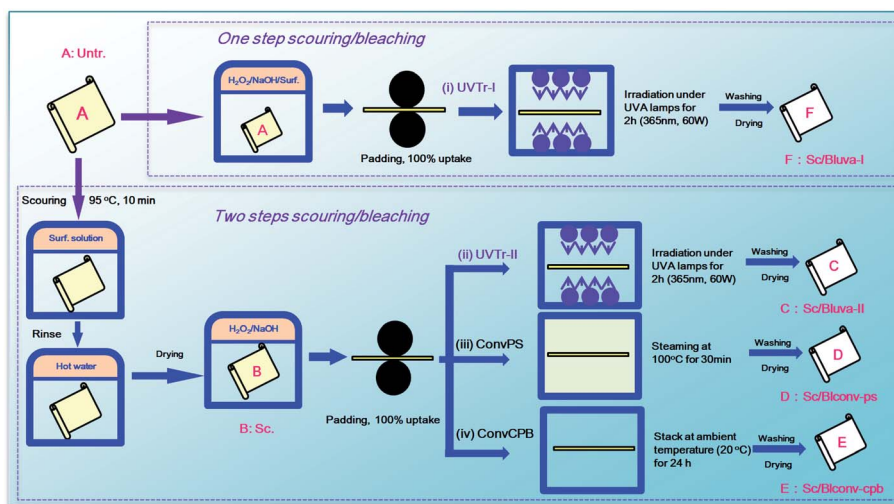 One step scouring/bleaching
A: Untr.
A
H₂O₂/NaOH/Surf.
A
Padding, 100% uptake
(i) UVTr-I
Irradiation under
UVA lamps for
2h (365nm, 60W)
Washing
Drying
F
F : Sc/Bluva-I
Scouring
95 ℃, 10 min
Two steps scouring/bleaching
Surf. solution
Rinse
Hot water
Drying
H₂O₂/NaOH
B
B: Sc.
Padding, 100% uptake
(ii) UVTr-II
Irradiation under
UVA lamps for
2h (365nm, 60W)
Washing
Drying
C
C : Sc/Bluva-II
(iii) ConvPS
Steaming at
100℃ for 30min
Washing
Drying
D
D : Sc/Blconv-ps
(iv) ConvCPB
Stack at ambient
temperature (20 ℃)
for 24 h
Washing
Drying
E
E : Sc/Blconv-cpb